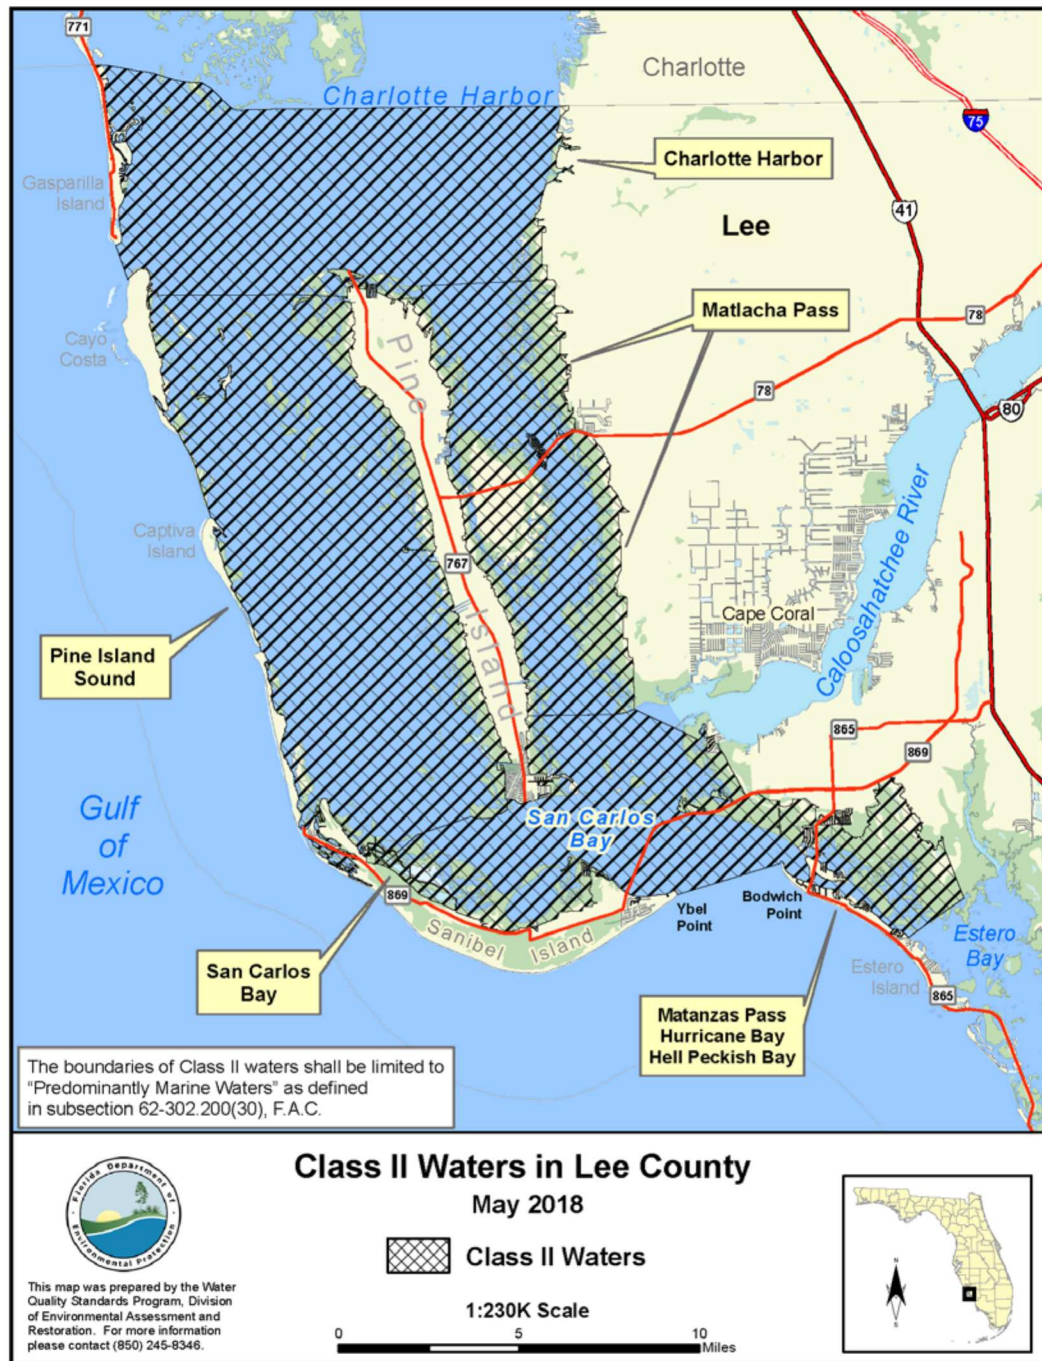 771
Charlotte
Charlotte Harbor
75
Charlotte Harbor
Gasparilla
Island
41
Lee
Matlacha Pass
78
Cayo
Costa
Pine
78
80
Captiva
Island
767
Caloosahatchee River
Cape Coral
Pine Island
Sound
Island
865
869
Gulf
of
Mexico
San Carlos
Bay
869
Ybel
Point
Bodwich
Point
Sanibel Island
Estero
Bay
San Carlos
Bay
Estero
Island
865
Matanzas Pass
Hurricane Bay
Hell Peckish Bay
The boundaries of Class II waters shall be limited to
“Predominantly Marine Waters” as defined
in subsection 62-302.200(30), F.A.C.
Class II Waters in Lee County
May 2018
Florida Department of
Environmental Protection
Class II Waters
This map was prepared by the Water
Quality Standards Program, Division
of Environmental Assessment and
Restoration. For more information
please contact (850) 245-8346.
1:230K Scale
0 5 10
Miles
N
S